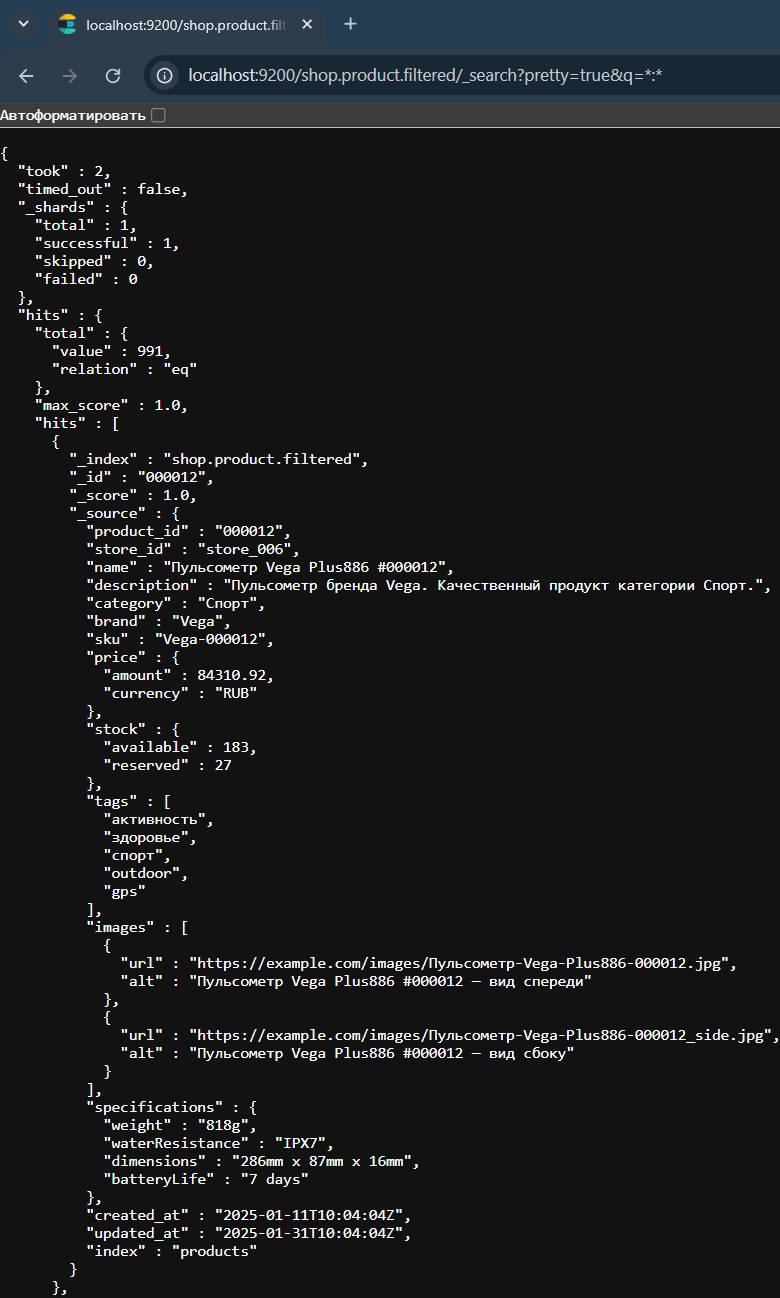 localhost:9200/shop.product.fil
localhost:9200/shop.product.filtered/_search?pretty=true&q=*:*
Автоформатировать
{
  "took" : 2,
  "timed_out" : false,
  "_shards" : {
    "total" : 1,
    "successful" : 1,
    "skipped" : 0,
    "failed" : 0
  },
  "hits" : {
    "total" : {
      "value" : 991,
      "relation" : "eq"
    },
    "max_score" : 1.0,
    "hits" : [
      {
        "_index" : "shop.product.filtered",
        "_id" : "000012",
        "_score" : 1.0,
        "_source" : {
          "product_id" : "000012",
          "store_id" : "store_006",
          "name" : "Пульсометр Vega Plus886 #000012",
          "description" : "Пульсометр бренда Vega. Качественный продукт категории Спорт.",
          "category" : "Спорт",
          "brand" : "Vega",
          "sku" : "Vega-000012",
          "price" : {
            "amount" : 84310.92,
            "currency" : "RUB"
          },
          "stock" : {
            "available" : 183,
            "reserved" : 27
          },
          "tags" : [
            "активность",
            "здоровье",
            "спорт",
            "outdoor",
            "gps"
          ],
          "images" : [
            {
              "url" : "https://example.com/images/Пульсометр-Vega-Plus886-000012.jpg",
              "alt" : "Пульсометр Vega Plus886 #000012 — вид спереди"
            },
            {
              "url" : "https://example.com/images/Пульсометр-Vega-Plus886-000012_side.jpg",
              "alt" : "Пульсометр Vega Plus886 #000012 — вид сбоку"
            }
          ],
          "specifications" : {
            "weight" : "818g",
            "waterResistance" : "IPX7",
            "dimensions" : "286mm x 87mm x 16mm",
            "batteryLife" : "7 days"
          },
          "created_at" : "2025-01-11T10:04:04Z",
          "updated_at" : "2025-01-31T10:04:04Z",
          "index" : "products"
        }
      },